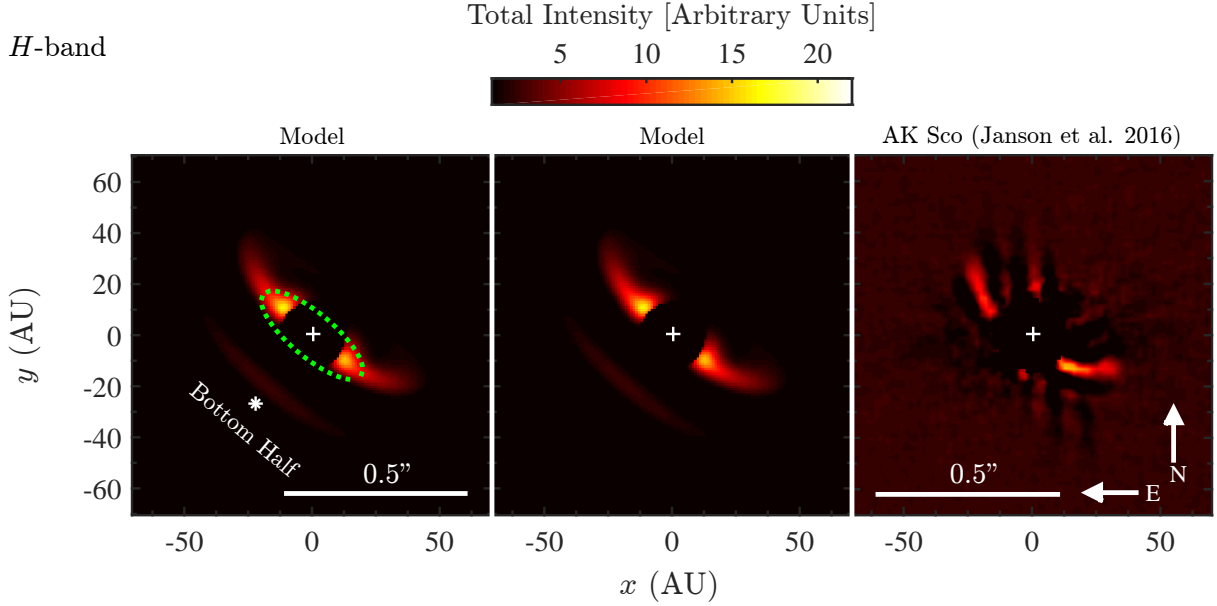 Total Intensity [Arbitrary Units]
H-band
5 10 15 20
Model Model AK Sco (Janson et al. 2016)
60
40
20
0
-20
-40
-60
y (AU)
* Bottom Half
0.5” 0.5”
N
E
-50 0 50 -50 0 50 -50 0 50
x (AU)